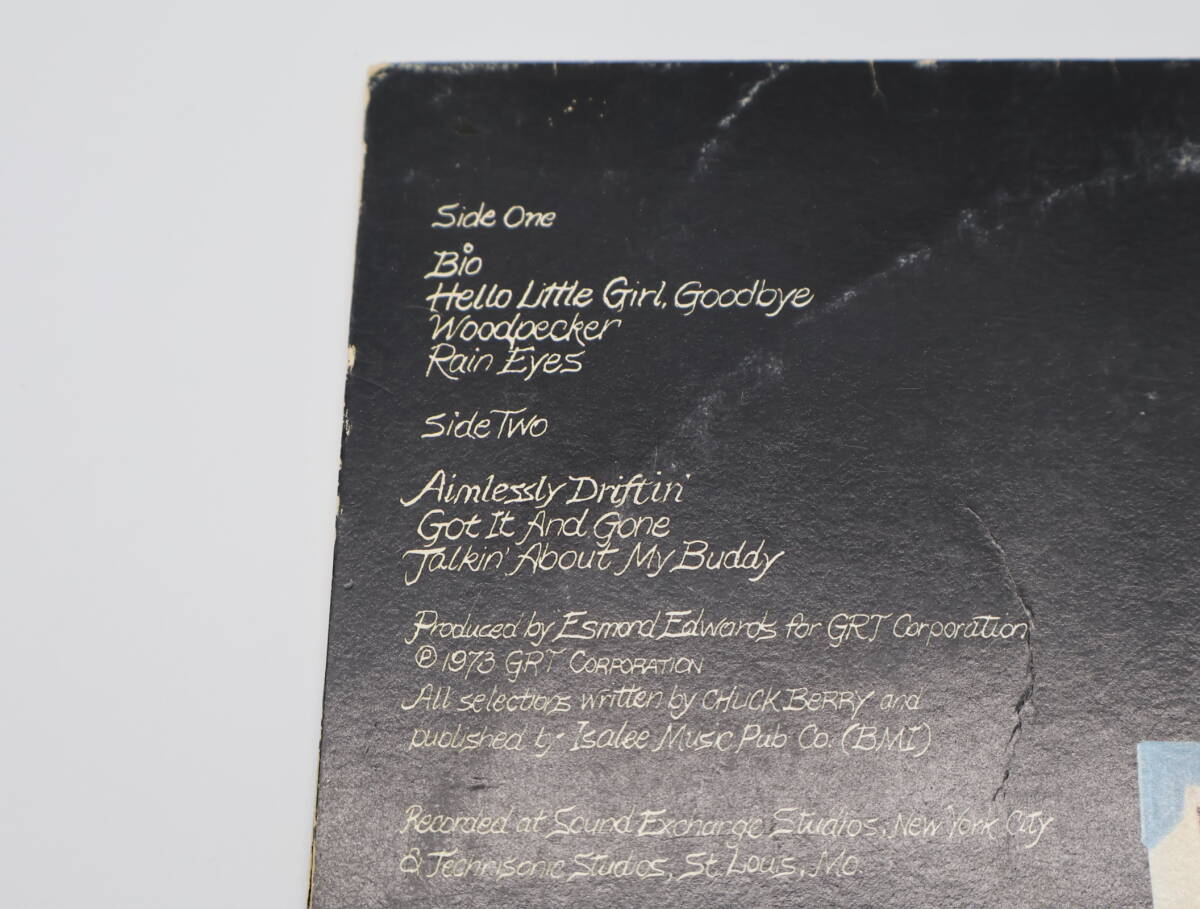 Side One
Bio
Hello Little Girl, Goodbye
Woodpecker
Rain Eyes
Side Two
Aimlessly Driftin'
Got It And Gone
Talkin' About My Buddy
Produced by Esmond Edwards for GRT Corporation
℗ 1973 GRT CORPORATION
All selections written by CHUCK BERRY and
published by Isalee Music Pub Co. (BMI)
Recorded at Sound Exchange Studios, New York City
& Technisonic Studios, St Louis, Mo.